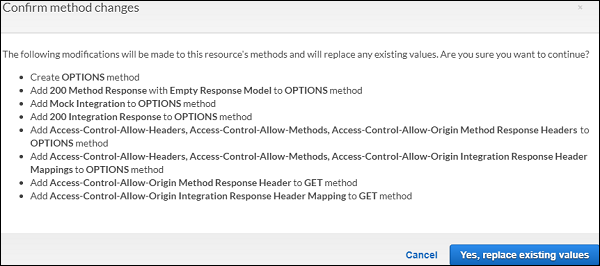 Confirm method changes
×
The following modifications will be made to this resource's methods and will replace any existing values. Are you sure you want to continue?
• Create OPTIONS method
• Add 200 Method Response with Empty Response Model to OPTIONS method
• Add Mock Integration to OPTIONS method
• Add 200 Integration Response to OPTIONS method
• Add Access-Control-Allow-Headers, Access-Control-Allow-Methods, Access-Control-Allow-Origin Method Response Headers to
OPTIONS method
• Add Access-Control-Allow-Headers, Access-Control-Allow-Methods, Access-Control-Allow-Origin Integration Response Header
Mappings to OPTIONS method
• Add Access-Control-Allow-Origin Method Response Header to GET method
• Add Access-Control-Allow-Origin Integration Response Header Mapping to GET method
Cancel
Yes, replace existing values